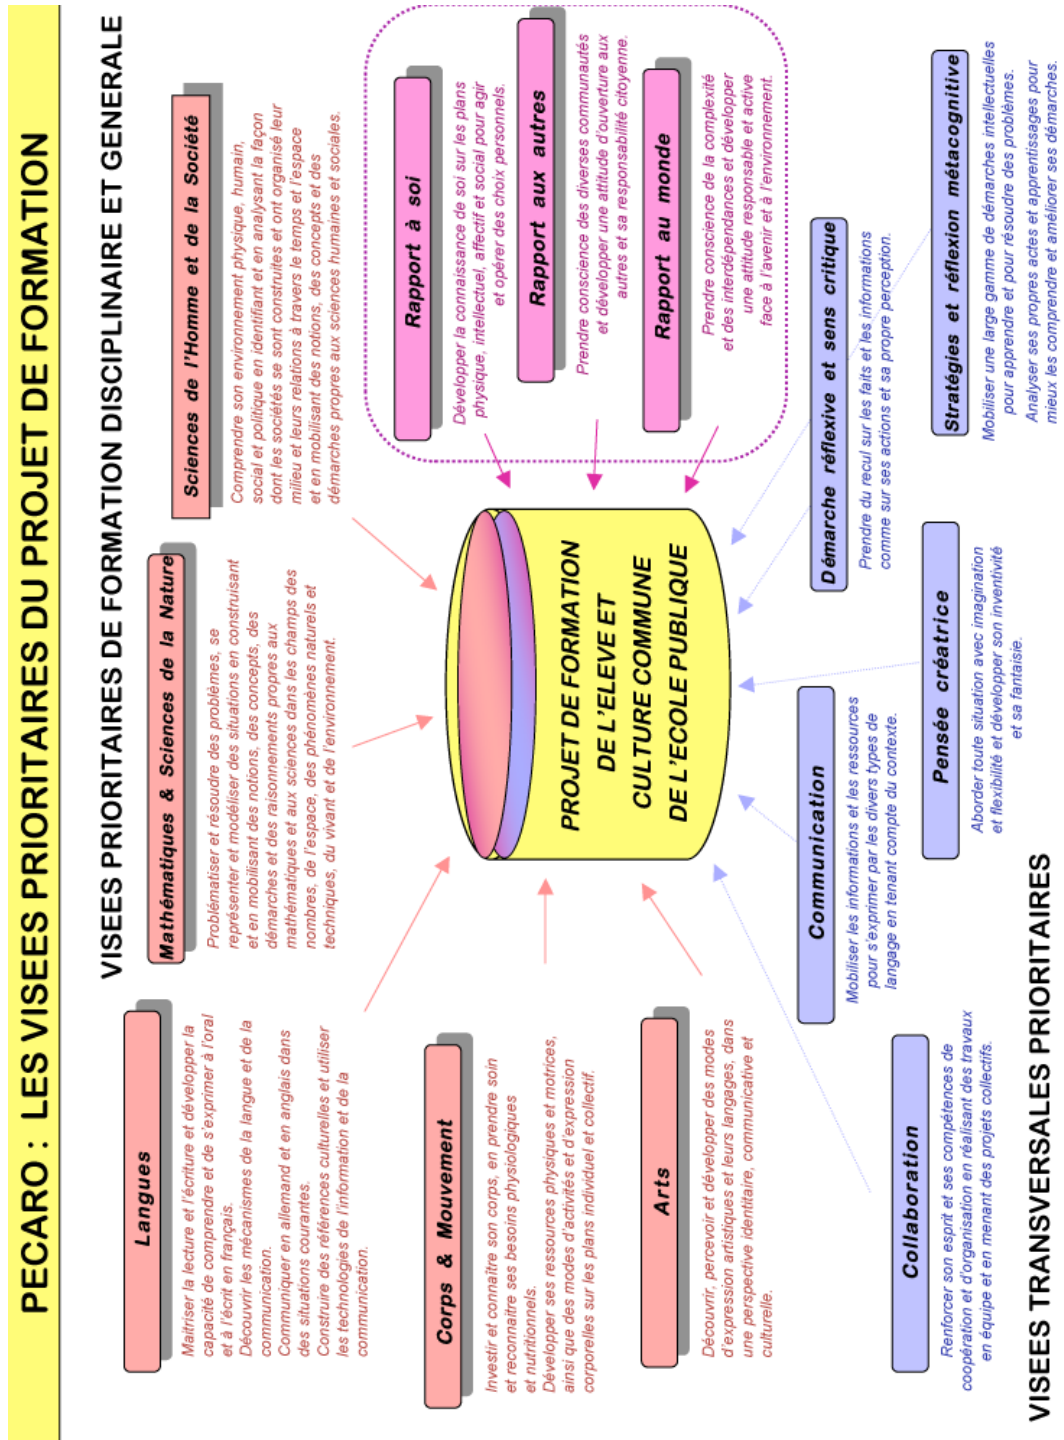 PECARO : LES VISEES PRIORITAIRES DU PROJET DE FORMATION
VISEES PRIORITAIRES DE FORMATION DISCIPLINAIRE ET GENERALE
Langues
Maîtriser la lecture et l'écriture et développer la
capacité de comprendre et de s'exprimer à l'oral
et à l'écrit en français.
Découvrir les mécanismes de la langue et de la
communication.
Communiquer en allemand et en anglais dans
des situations courantes.
Construire des références culturelles et utiliser
les technologies de l'information et de la
communication.
Mathématiques & Sciences de la Nature
Problématiser et résoudre des problèmes, se
représenter et modéliser des situations en construisant
et en mobilisant des notions, des concepts, des
démarches et des raisonnements propres aux
mathématiques et aux sciences dans les champs des
nombres, de l'espace, des phénomènes naturels et
techniques, du vivant et de l'environnement.
Sciences de l'Homme et de la Société
Comprendre son environnement physique, humain,
social et politique en identifiant et en analysant la façon
dont les sociétés se sont construites et ont organisé leur
milieu et leurs relations à travers le temps et l'espace
et en mobilisant des notions, des concepts et des
démarches propres aux sciences humaines et sociales.
Corps & Mouvement
Investir et connaître son corps, en prendre soin
et reconnaître ses besoins physiologiques
et nutritionnels.
Développer ses ressources physiques et motrices,
ainsi que des modes d'activités et d'expression
corporelles sur les plans individuel et collectif.
Arts
Découvrir, percevoir et développer des modes
d'expression artistiques et leurs langages, dans
une perspective identitaire, communicative et
culturelle.
PROJET DE FORMATION
DE L'ELEVE ET
CULTURE COMMUNE
DE L'ECOLE PUBLIQUE
Rapport à soi
Développer la connaissance de soi sur les plans
physique, intellectuel, affectif et social pour agir
et opérer des choix personnels.
Rapport aux autres
Prendre conscience des diverses communautés
et développer une attitude d'ouverture aux
autres et sa responsabilité citoyenne.
Rapport au monde
Prendre conscience de la complexité
et des interdépendances et développer
une attitude responsable et active
face à l'avenir et à l'environnement.
Collaboration
Renforcer son esprit et ses compétences de
coopération et d'organisation en réalisant des travaux
en équipe et en menant des projets collectifs.
Communication
Mobiliser les informations et les ressources
pour s'exprimer par les divers types de
langage en tenant compte du contexte.
Pensée créatrice
Aborder toute situation avec imagination
et flexibilité et développer son inventivité
et sa fantaisie.
Démarche réflexive et sens critique
Prendre du recul sur les faits et les informations
comme sur ses actions et sa propre perception.
Stratégies et réflexion métacognitive
Mobiliser une large gamme de démarches intellectuelles
pour apprendre et pour résoudre des problèmes.
Analyser ses propres actes et apprentissages pour
mieux les comprendre et améliorer ses démarches.
VISEES TRANSVERSALES PRIORITAIRES